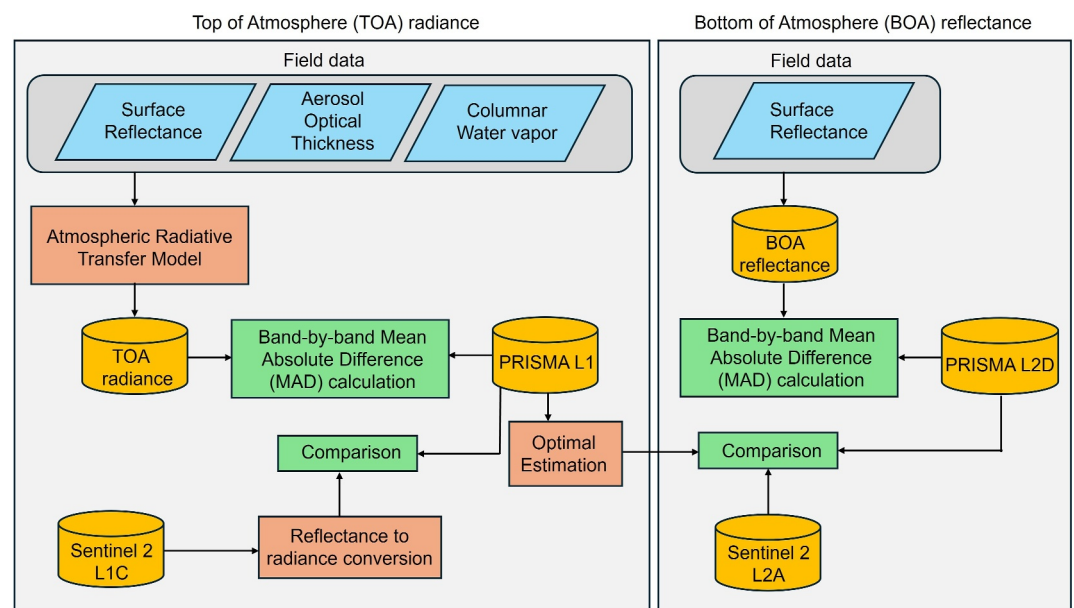 Top of Atmosphere (TOA) radiance
Field data
Surface
Reflectance
Aerosol
Optical
Thickness
Columnar
Water vapor
Atmospheric Radiative
Transfer Model
TOA
radiance
Band-by-band Mean
Absolute Difference
(MAD) calculation
PRISMA L1
Comparison
Optimal
Estimation
Sentinel 2
L1C
Reflectance to
radiance conversion
Bottom of Atmosphere (BOA) reflectance
Field data
Surface
Reflectance
BOA
reflectance
Band-by-band Mean
Absolute Difference
(MAD) calculation
PRISMA L2D
Comparison
Sentinel 2
L2A